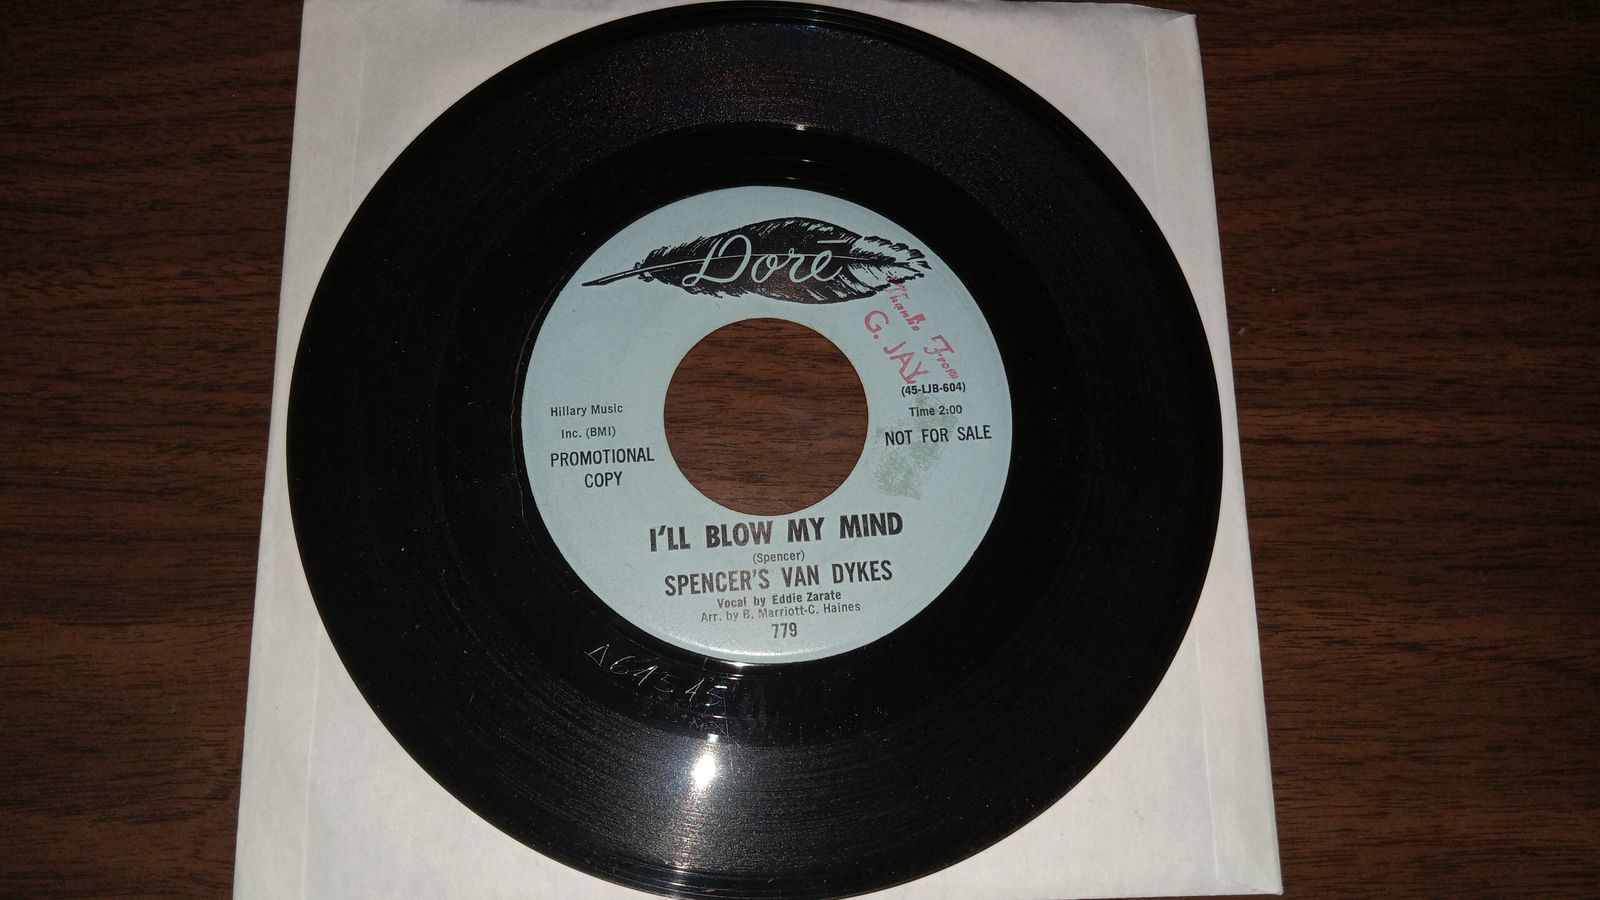 Doré
Thanks From
G. JAY
(45-LJB-604)
Time 2:00
NOT FOR SALE
Hillary Music
Inc. (BMI)
PROMOTIONAL
COPY
I'LL BLOW MY MIND
(Spencer)
SPENCER'S VAN DYKES
Vocal by Eddie Zarate
Arr. by B. Marriott-C. Haines
779